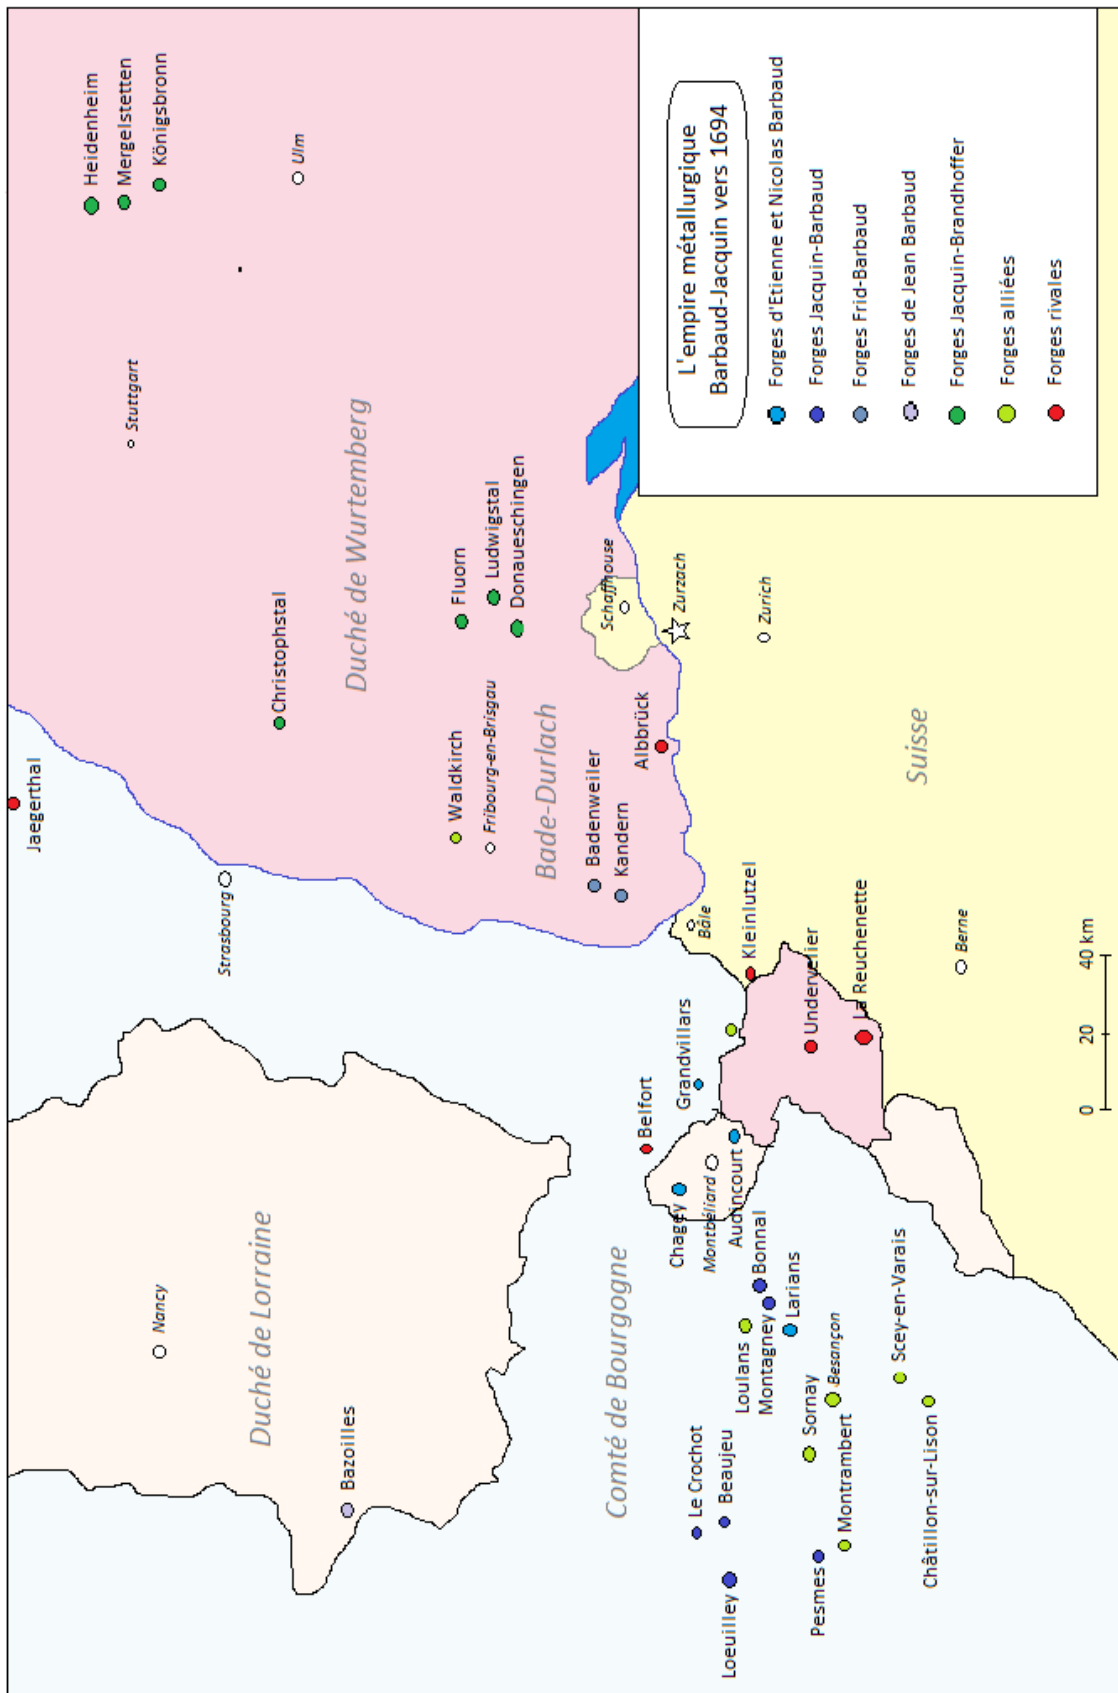 L'empire métallurgique
Barbaud-Jacquin vers 1694
Forges d'Etienne et Nicolas Barbaud
Forges Jacquin-Barbaud
Forges Frid-Barbaud
Forges de Jean Barbaud
Forges Jacquin-Brandhoffer
Forges alliées
Forges rivales
Jaegerthal
Stuttgart
Heidenheim
Mergelstetten
Königsbronn
Ulm
Nancy
Strasbourg
Duché de Lorraine
Christophstal
Duché de Wurtemberg
Bazoilles
Waldkirch
Fluorn
Fribourg-en-Brisgau
Ludwigstal
Donaueschingen
Bade-Durlach
Badenweiler
Kandern
Schaffhouse
Comté de Bourgogne
Belfort
Albbrück
Zurzach
Chagey
Grandvillars
Le Crochot
Montbéliard
Bâle
Beaujeu
Loeuilley
Audincourt
Loulans
Bonnal
Kleinlutzel
Zurich
Montagney
Larians
Sornay
Undervelier
Pesmes
Besançon
Montrambert
La Reuchenette
Suisse
Scey-en-Varais
Châtillon-sur-Lison
Berne
0 20 40 km